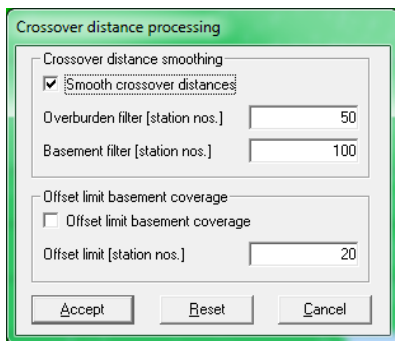 Crossover distance processing
Crossover distance smoothing
Smooth crossover distances
Overburden filter [station nos.] 50
Basement filter [station nos.] 100
Offset limit basement coverage
Offset limit basement coverage
Offset limit [station nos.] 20
Accept Reset Cancel